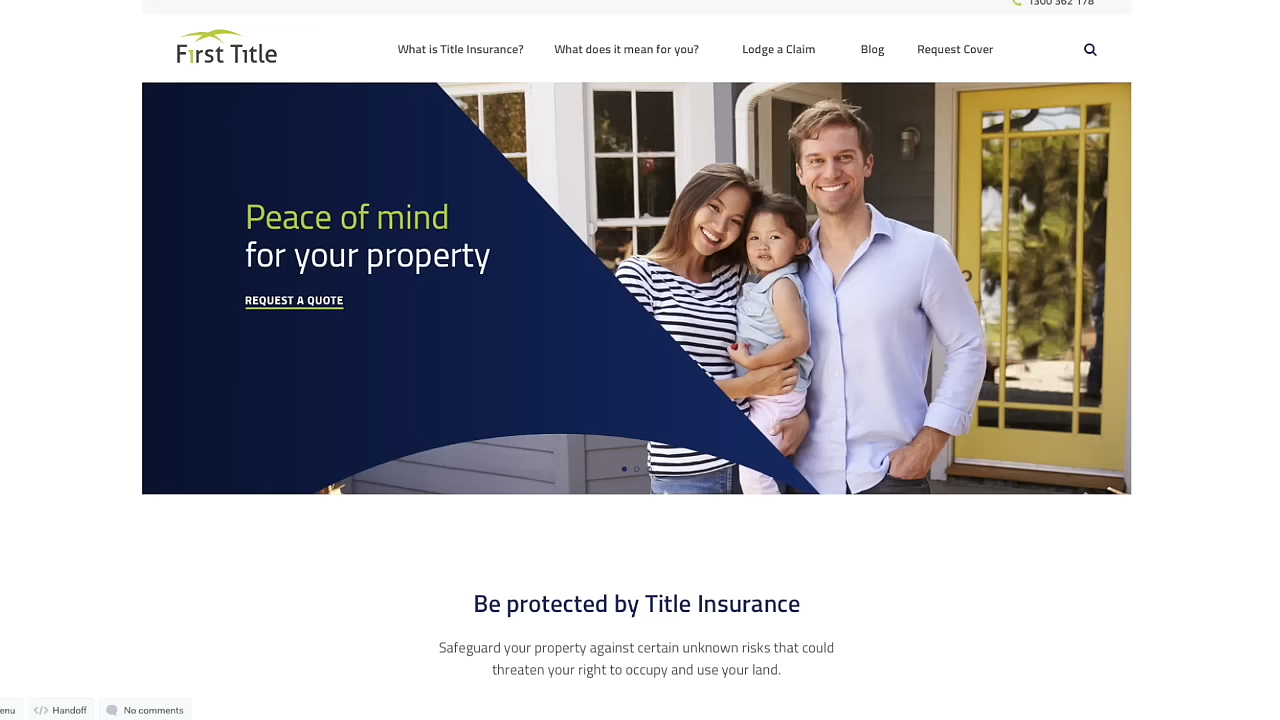 1300 362 178
First Title
What is Title Insurance?
What does it mean for you?
Lodge a Claim
Blog
Request Cover
Peace of mind
for your property
REQUEST A QUOTE
Be protected by Title Insurance
Safeguard your property against certain unknown risks that could
threaten your right to occupy and use your land.
enu
Handoff
No comments